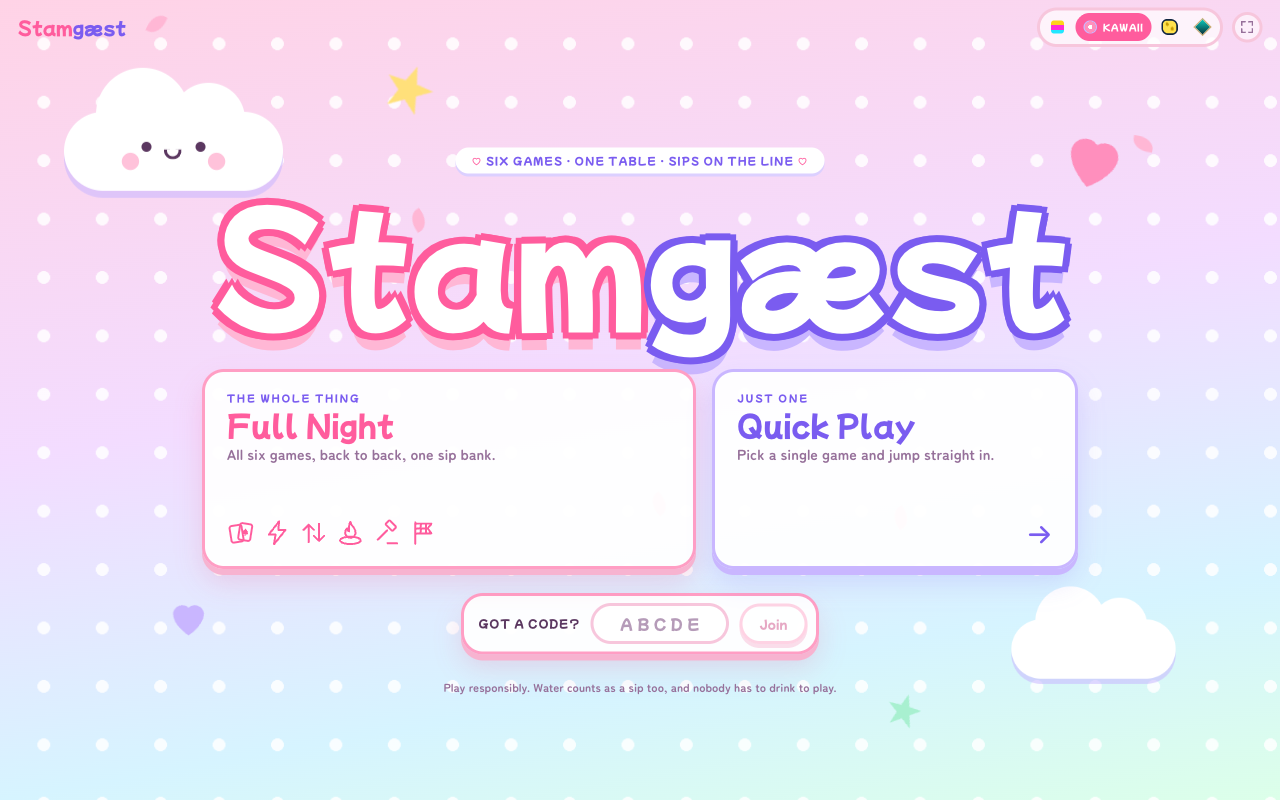 Stamgæst
KAWAII
♡ SIX GAMES · ONE TABLE · SIPS ON THE LINE ♡
Stamgæst
THE WHOLE THING
Full Night
All six games, back to back, one sip bank.
JUST ONE
Quick Play
Pick a single game and jump straight in.
GOT A CODE?
ABCDE
Join
Play responsibly. Water counts as a sip too, and nobody has to drink to play.